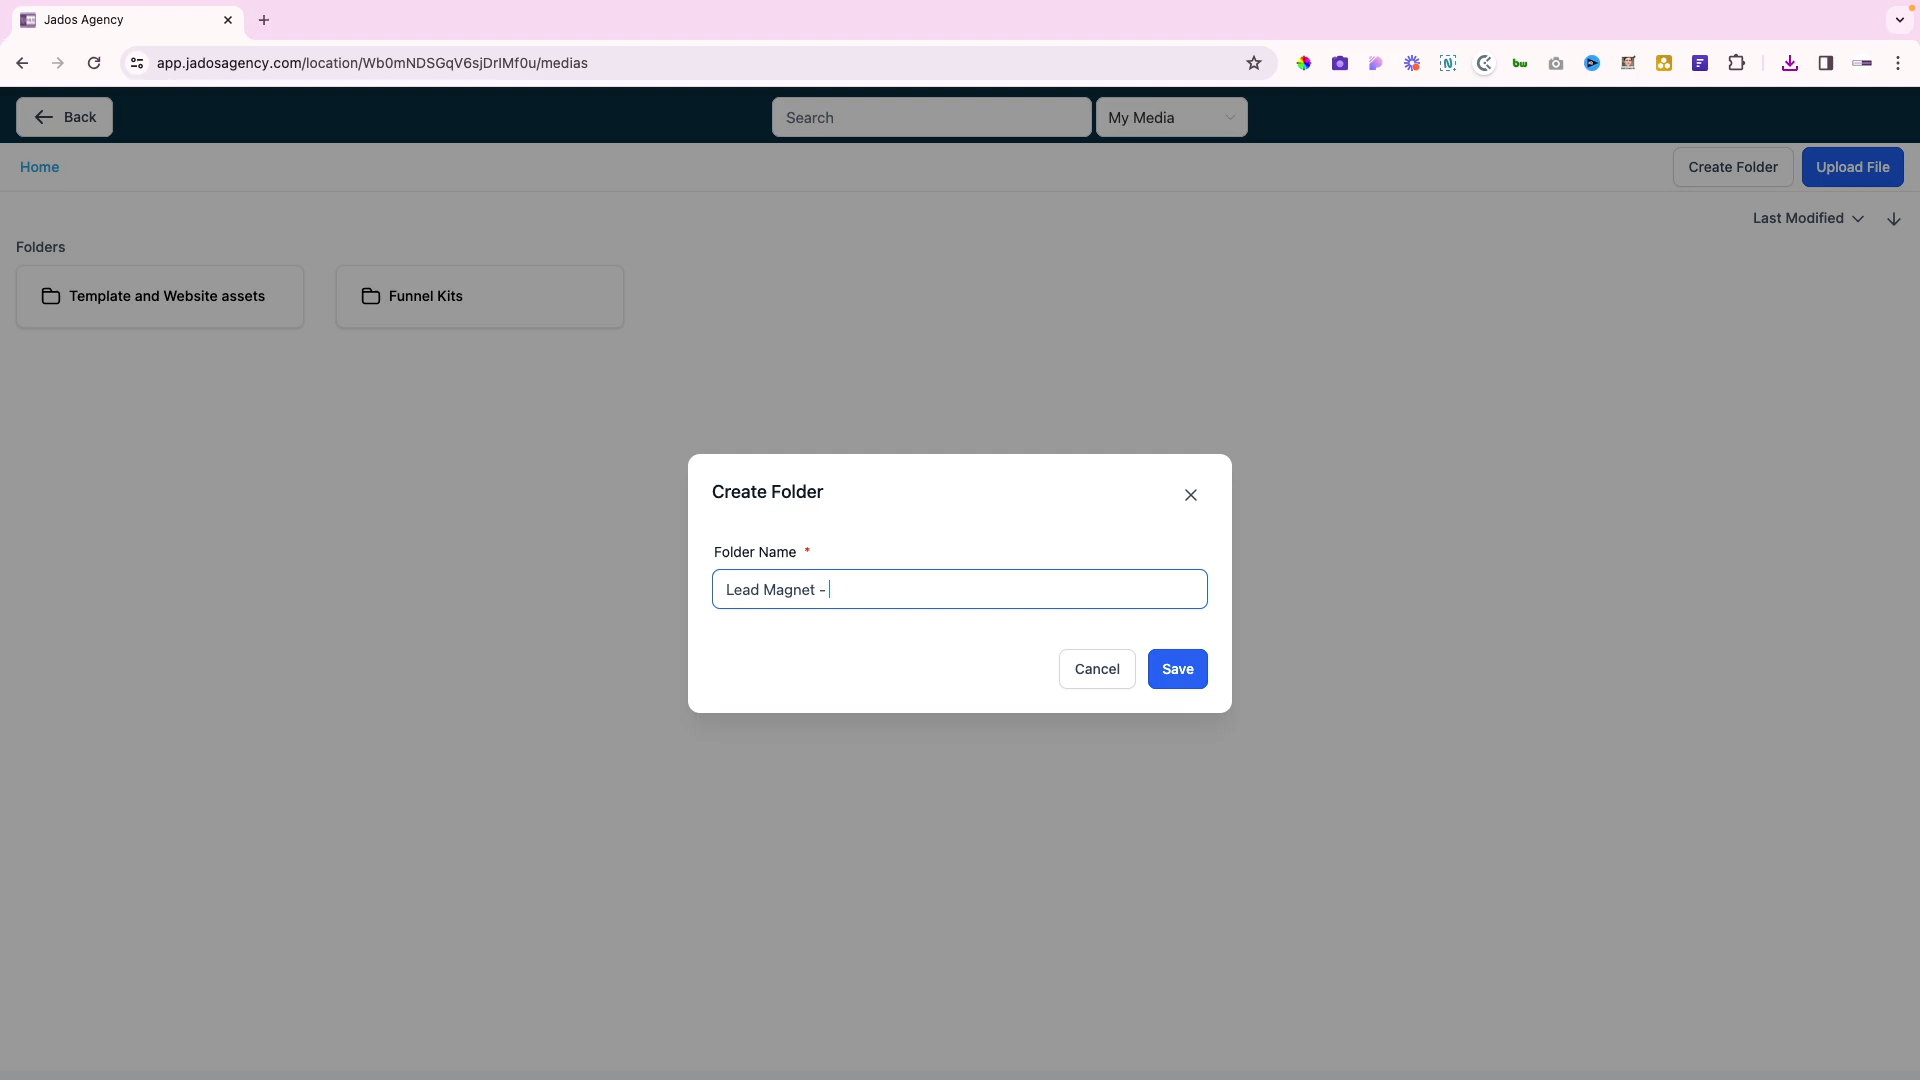 Jados Agency
app.jadosagency.com/location/Wb0mNDSGqV6sjDrIMf0u/medias
bw
Back
Search
My Media
Home
Create Folder
Upload File
Last Modified
Folders
Template and Website assets
Funnel Kits
Create Folder
Folder Name *
Lead Magnet -
Cancel
Save